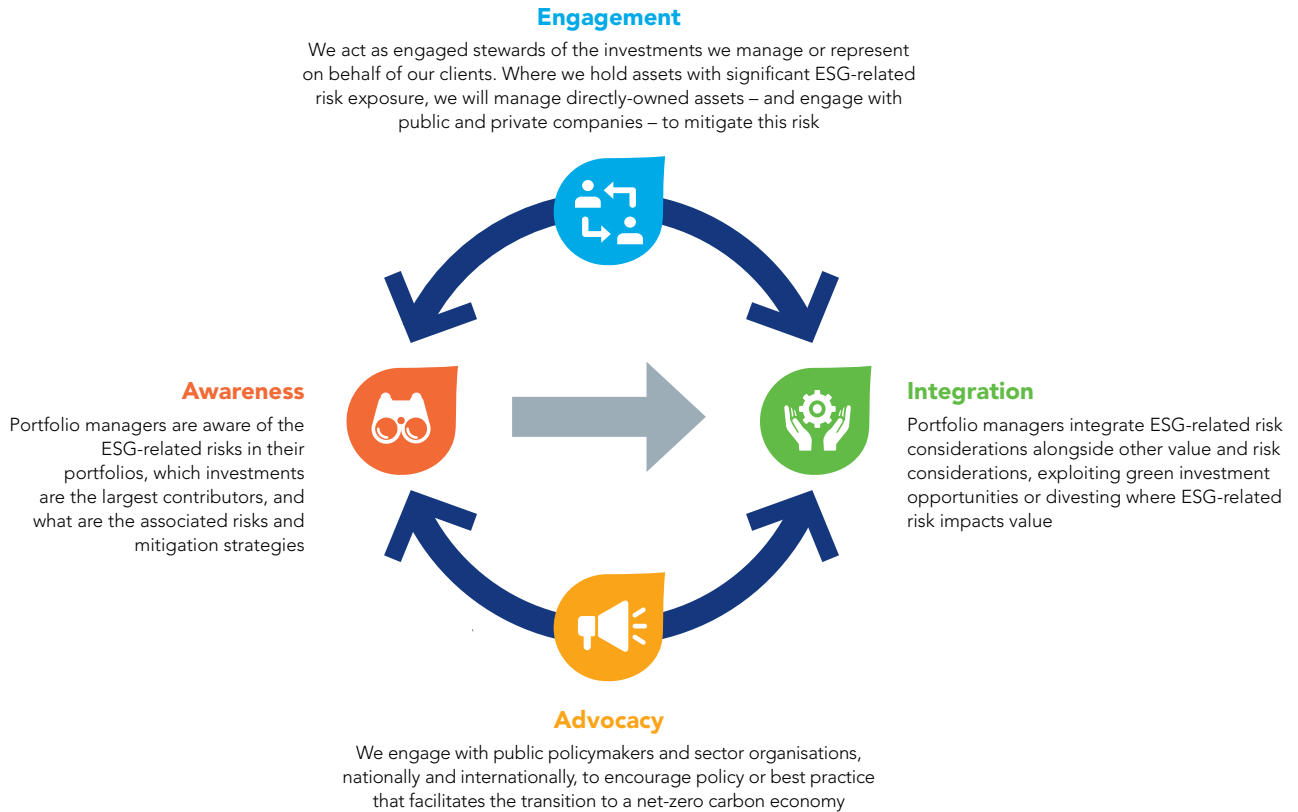 Engagement
We act as engaged stewards of the investments we manage or represent
on behalf of our clients. Where we hold assets with significant ESG-related
risk exposure, we will manage directly-owned assets – and engage with
public and private companies – to mitigate this risk
Awareness
Portfolio managers are aware of the
ESG-related risks in their
portfolios, which investments
are the largest contributors, and
what are the associated risks and
mitigation strategies
Integration
Portfolio managers integrate ESG-related risk
considerations alongside other value and risk
considerations, exploiting green investment
opportunities or divesting where ESG-related
risk impacts value
Advocacy
We engage with public policymakers and sector organisations,
nationally and internationally, to encourage policy or best practice
that facilitates the transition to a net-zero carbon economy